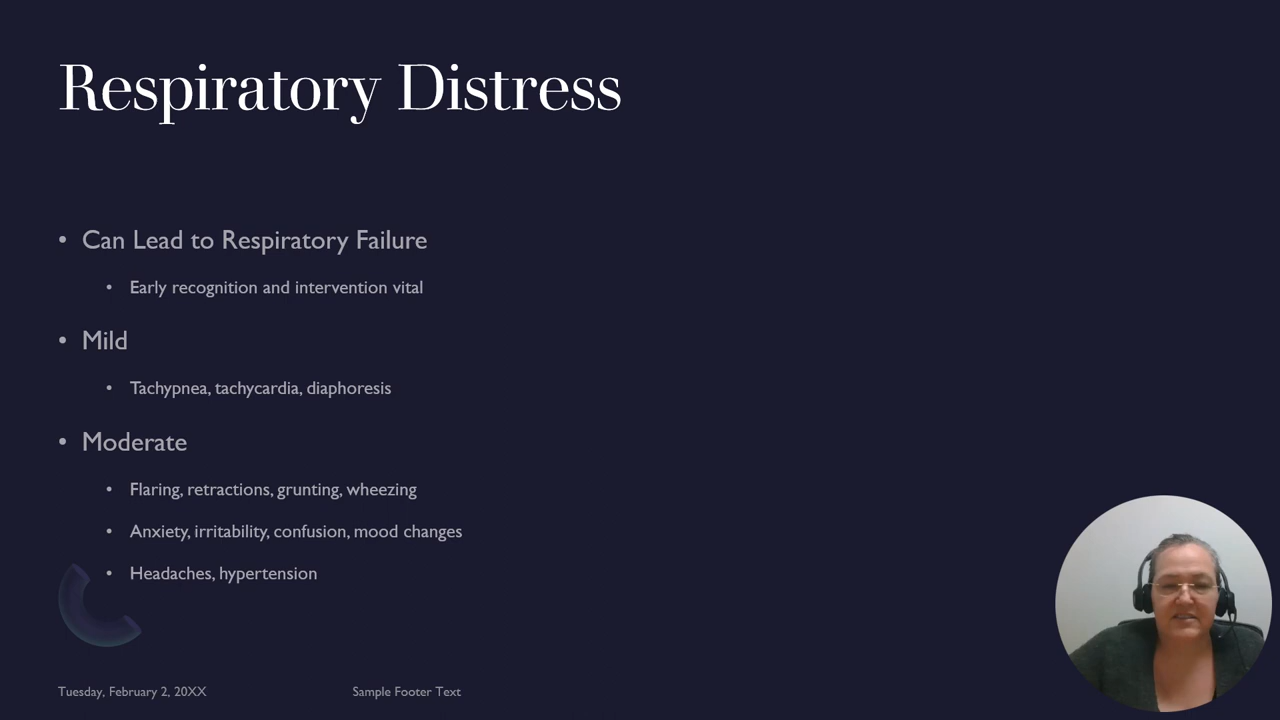 Respiratory Distress
• Can Lead to Respiratory Failure
• Early recognition and intervention vital
• Mild
• Tachypnea, tachycardia, diaphoresis
• Moderate
• Flaring, retractions, grunting, wheezing
• Anxiety, irritability, confusion, mood changes
• Headaches, hypertension
Tuesday, February 2, 20XX
Sample Footer Text